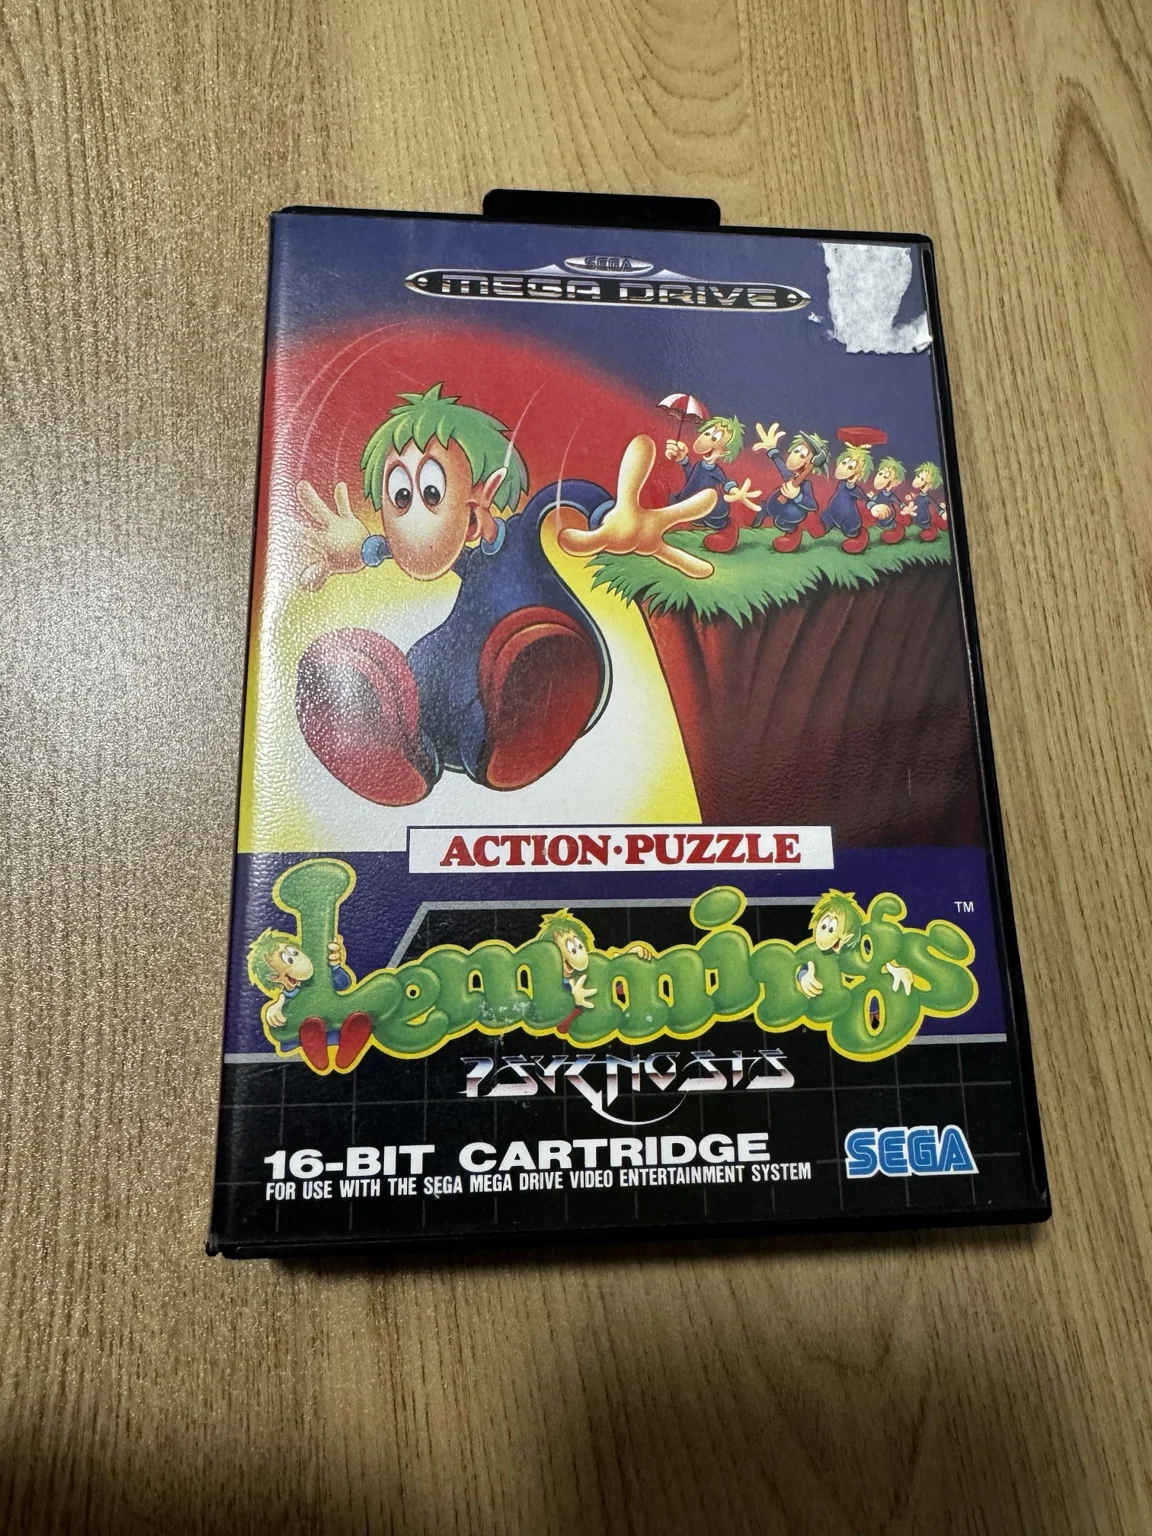 SEGA
MEGA DRIVE
ACTION·PUZZLE
Lemmings ™
PSYGNOSIS
16-BIT CARTRIDGE
FOR USE WITH THE SEGA MEGA DRIVE VIDEO ENTERTAINMENT SYSTEM
SEGA